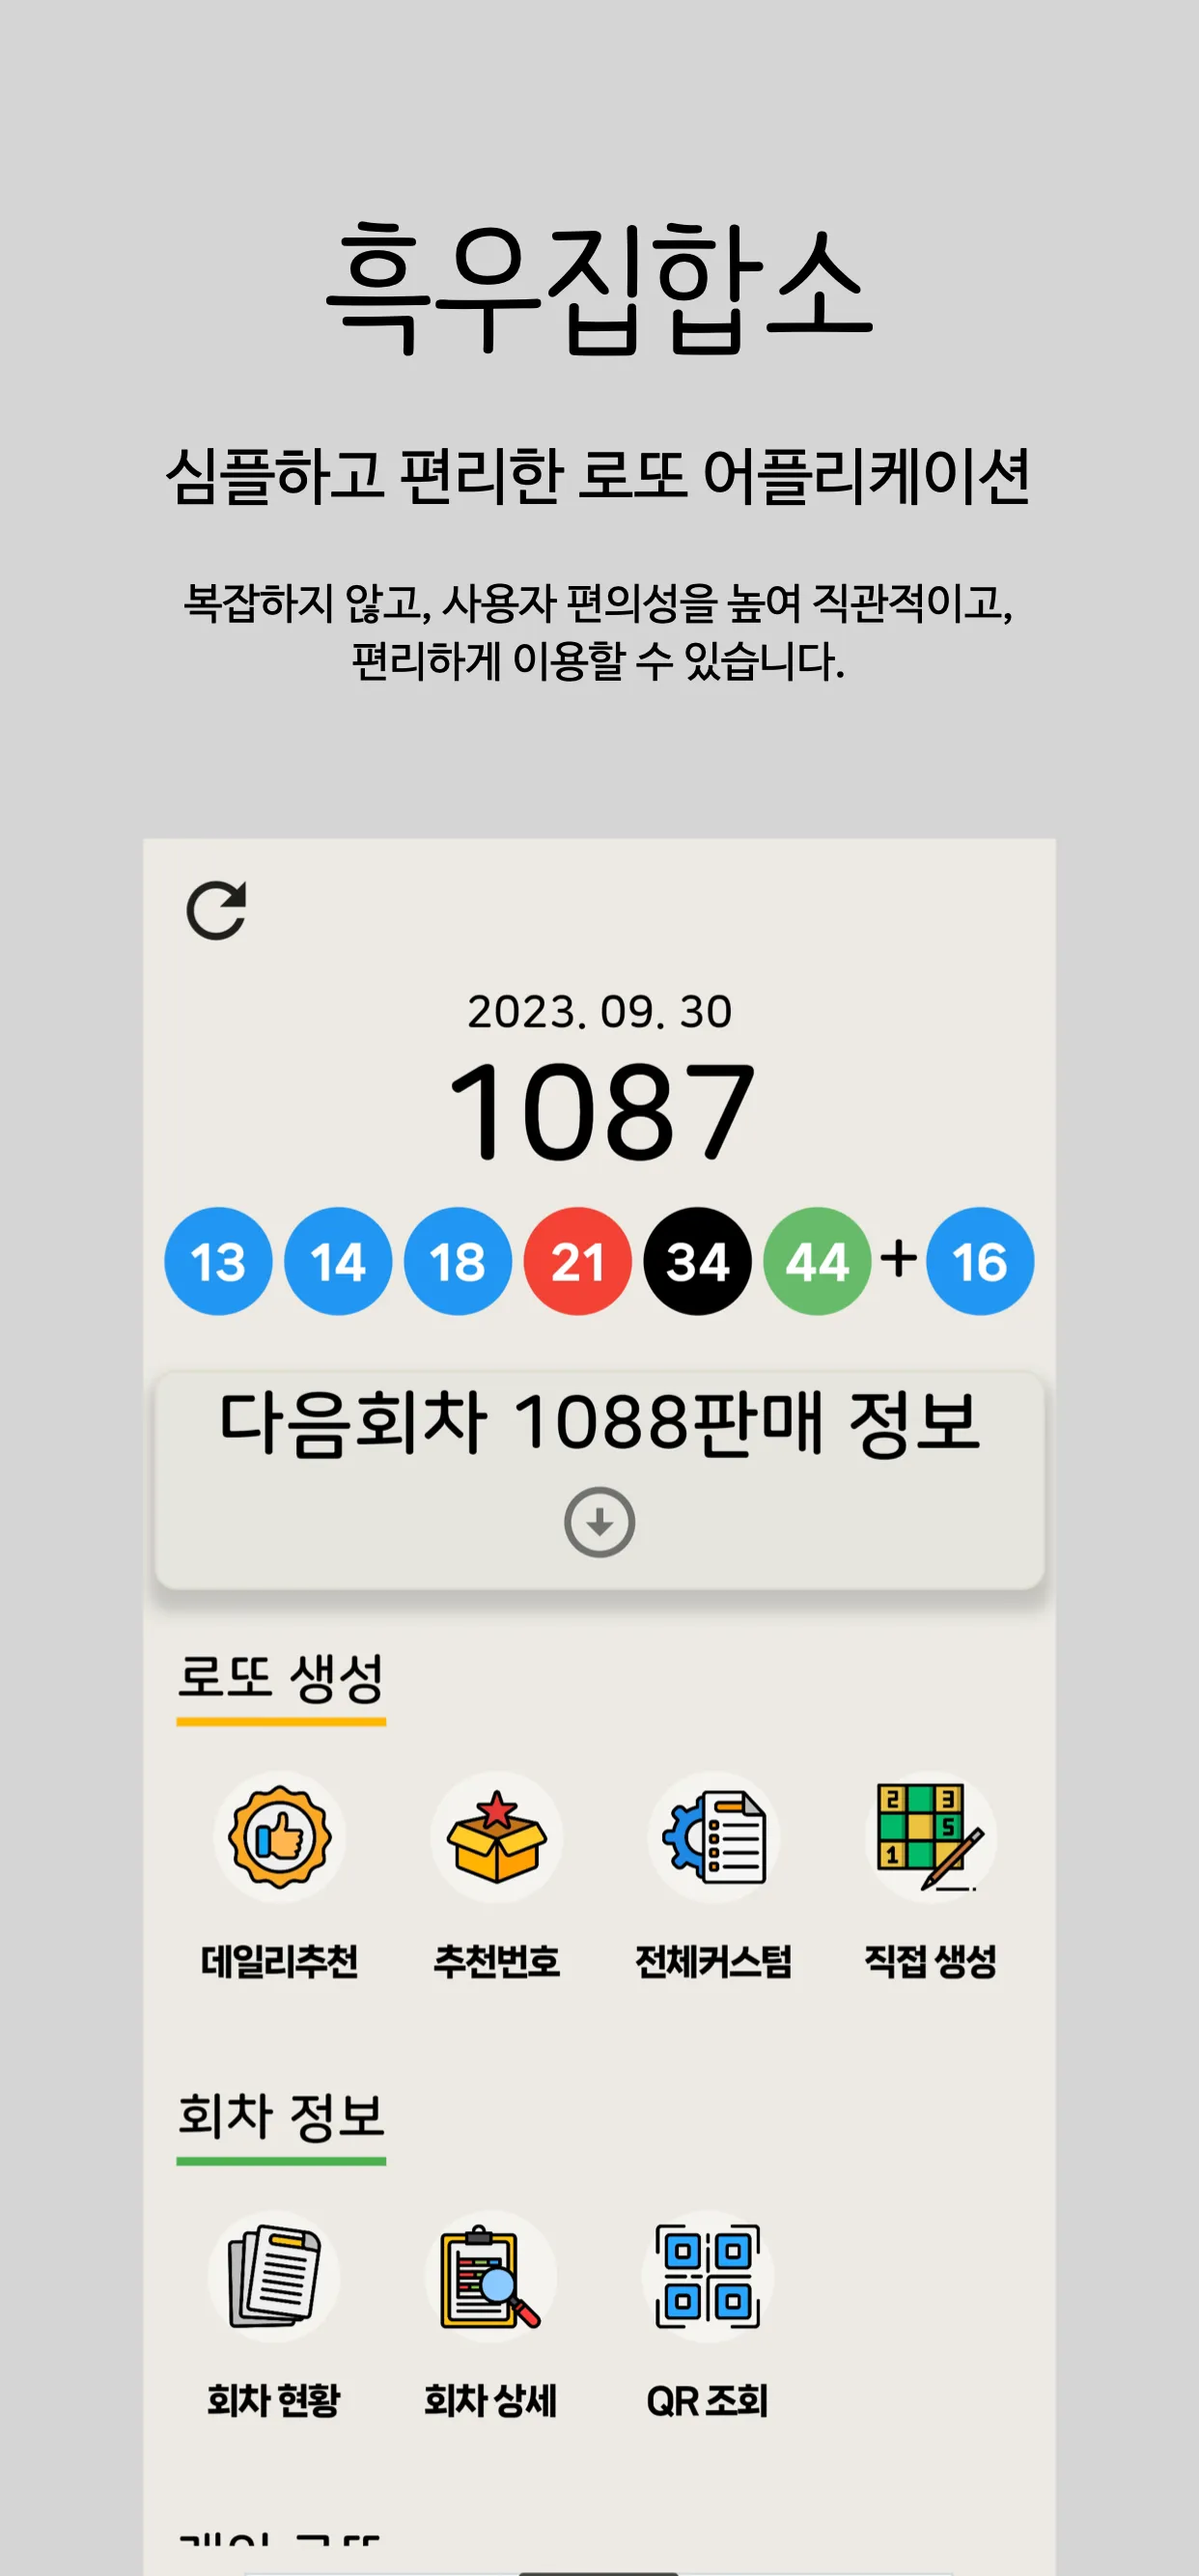 흑우집합소
심플하고 편리한 로또 어플리케이션
복잡하지 않고, 사용자 편의성을 높여 직관적이고,
편리하게 이용할 수 있습니다.
2023. 09. 30
1087
13 14 18 21 34 44 + 16
다음회차 1088판매 정보
로또 생성
2 3
5
1
데일리추천 추천번호 전체커스텀 직접 생성
회차 정보
회차 현황 회차 상세 QR 조회